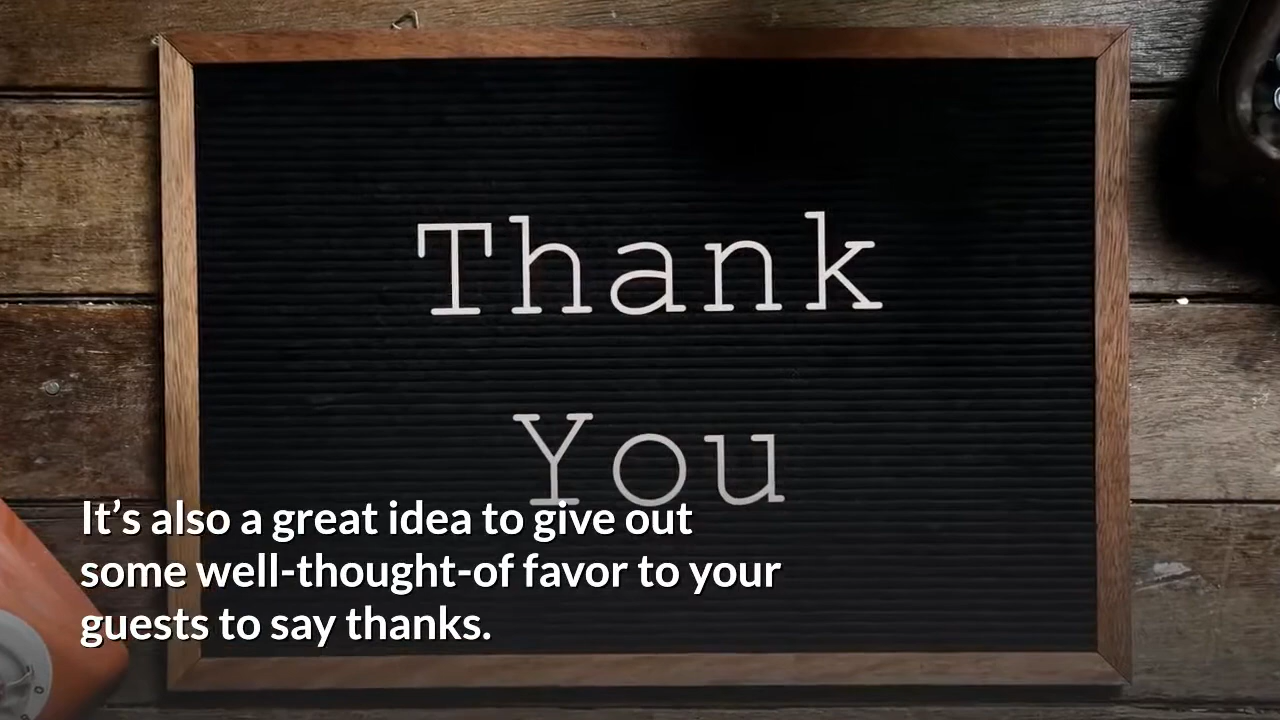 Thank
You
It’s also a great idea to give out
some well-thought-of favor to your
guests to say thanks.